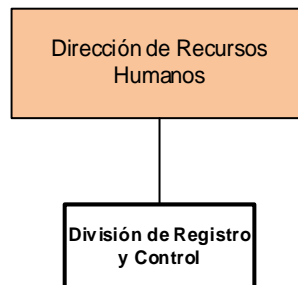 Dirección de Recursos
Humanos
División de Registro
y Control